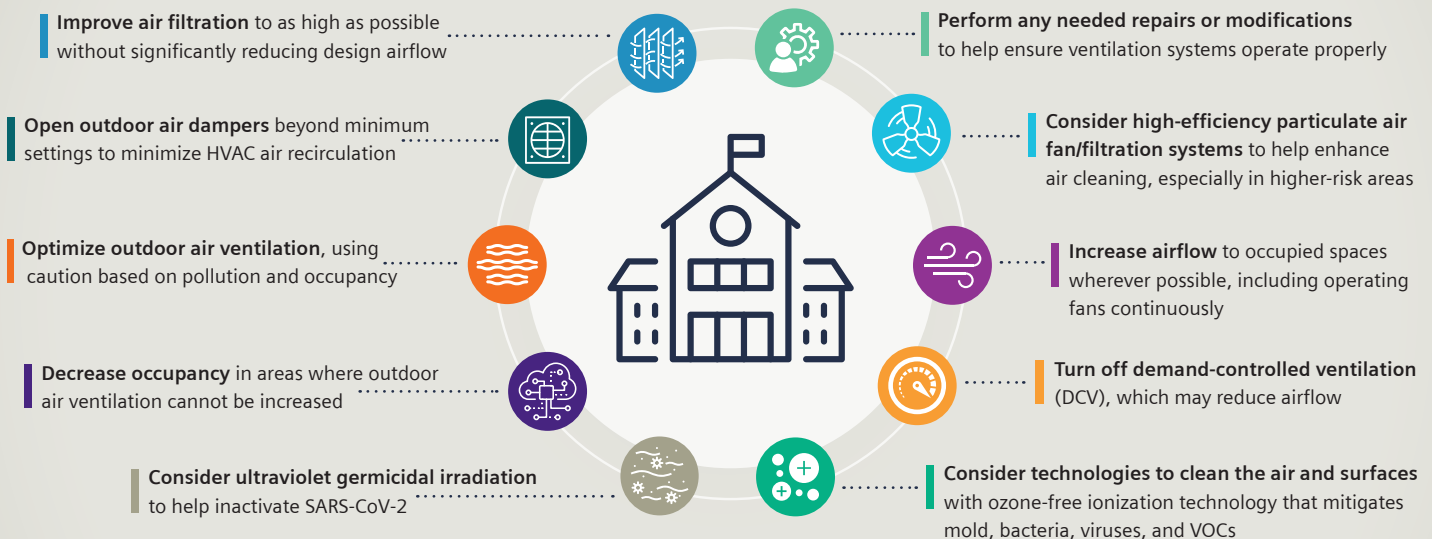 Improve air filtration to as high as possible
without significantly reducing design airflow
Open outdoor air dampers beyond minimum
settings to minimize HVAC air recirculation
Optimize outdoor air ventilation, using
caution based on pollution and occupancy
Decrease occupancy in areas where outdoor
air ventilation cannot be increased
Consider ultraviolet germicidal irradiation
to help inactivate SARS-CoV-2
Perform any needed repairs or modifications
to help ensure ventilation systems operate properly
Consider high-efficiency particulate air
fan/filtration systems to help enhance
air cleaning, especially in higher-risk areas
Increase airflow to occupied spaces
wherever possible, including operating
fans continuously
Turn off demand-controlled ventilation
(DCV), which may reduce airflow
Consider technologies to clean the air and surfaces
with ozone-free ionization technology that mitigates
mold, bacteria, viruses, and VOCs